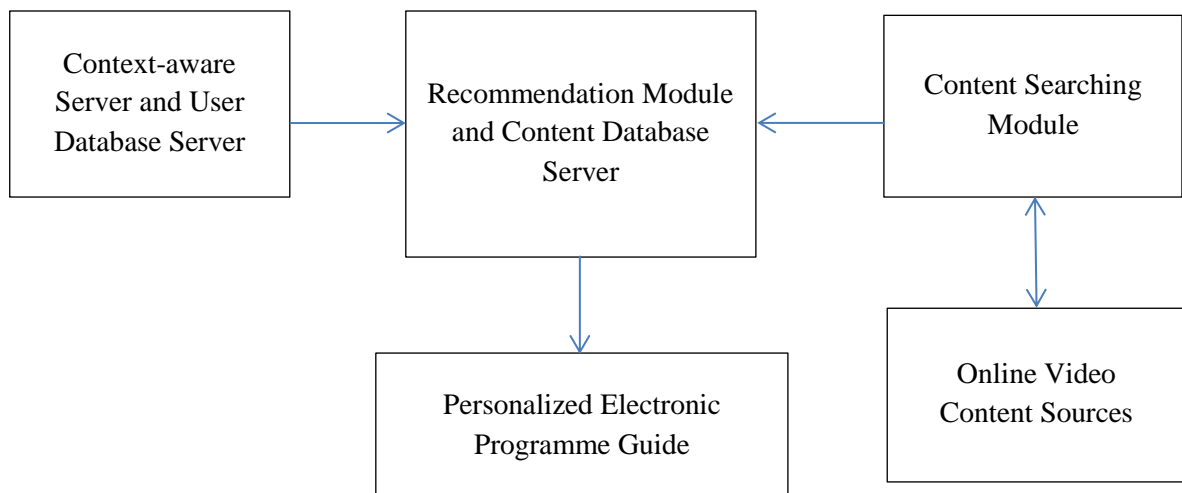 Context-aware
Server and User
Database Server
Recommendation Module
and Content Database
Server
Content Searching
Module
Personalized Electronic
Programme Guide
Online Video
Content Sources